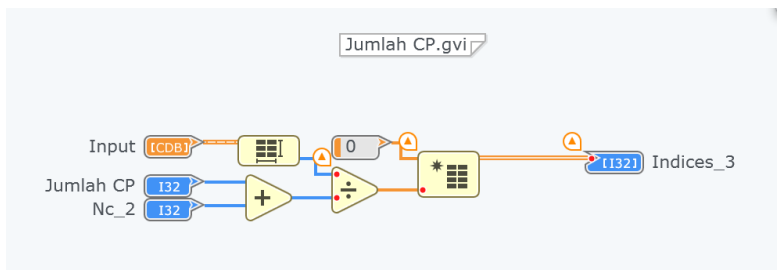 Jumlah CP.gvi
Input [CDB] 0
[I32] Indices_3
Jumlah CP I32
Nc_2 I32